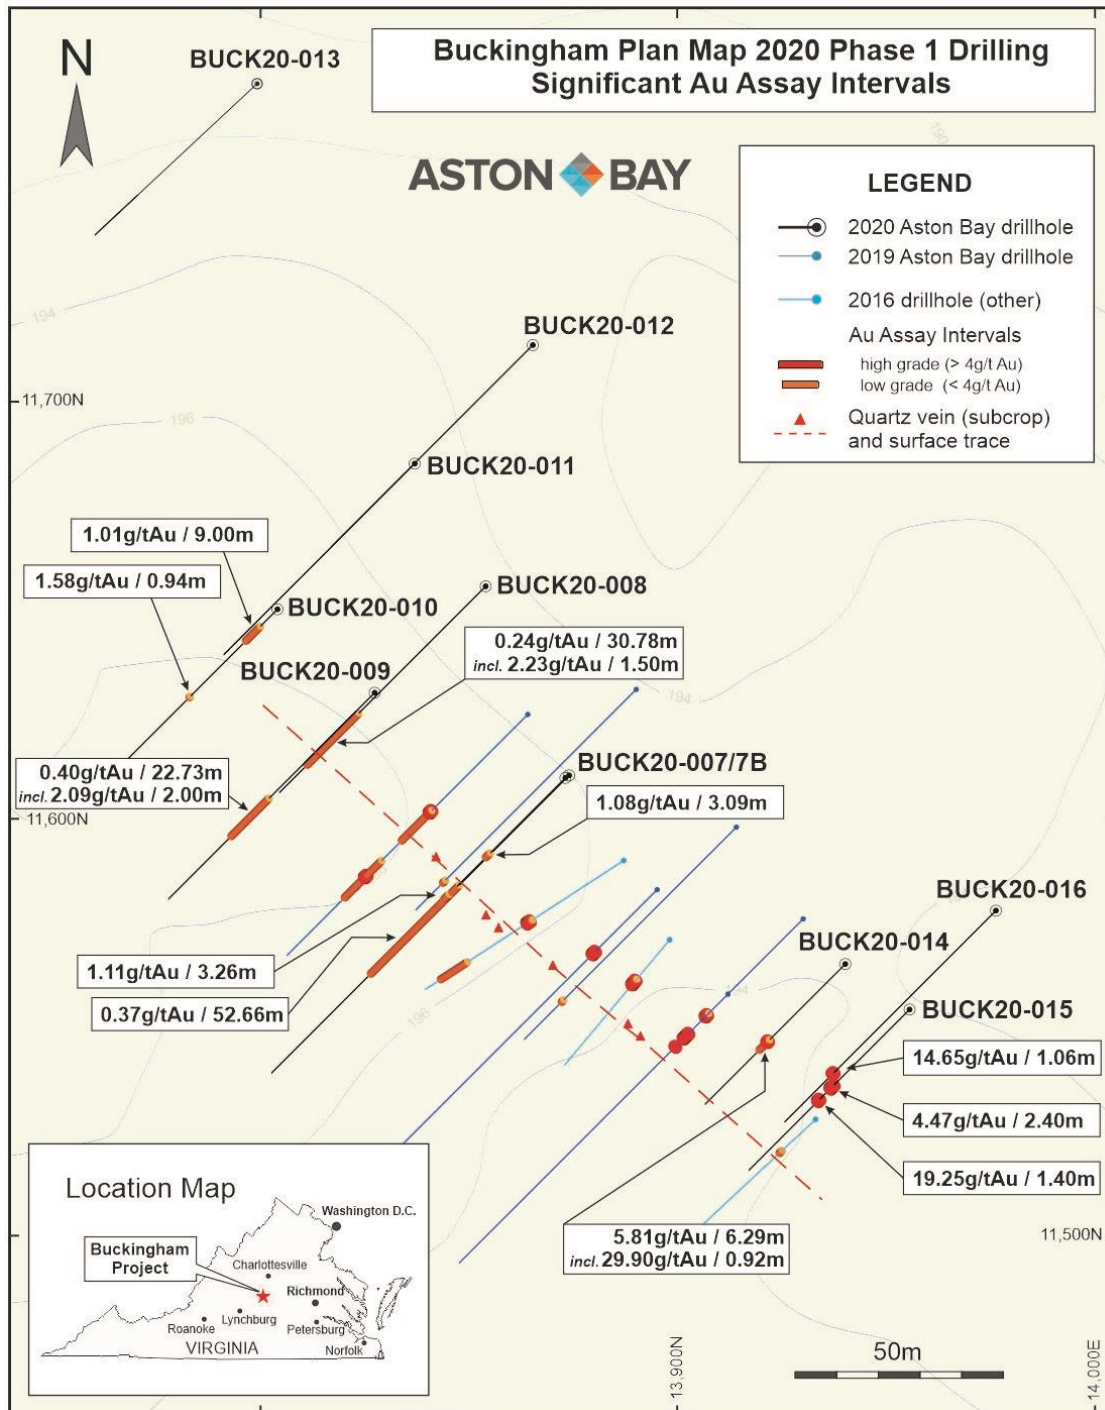 Buckingham Plan Map 2020 Phase 1 Drilling
Significant Au Assay Intervals
N
BUCK20-013
190
ASTON BAY
LEGEND
2020 Aston Bay drillhole
2019 Aston Bay drillhole
2016 drillhole (other)
Au Assay Intervals
high grade (> 4g/t Au)
low grade (< 4g/t Au)
Quartz vein (subcrop)
and surface trace
194
BUCK20-012
11,700N
196
BUCK20-011
1.01g/tAu / 9.00m
1.58g/tAu / 0.94m
BUCK20-008
BUCK20-010
0.24g/tAu / 30.78m
incl. 2.23g/tAu / 1.50m
BUCK20-009
194
0.40g/tAu / 22.73m
incl. 2.09g/tAu / 2.00m
BUCK20-007/7B
1.08g/tAu / 3.09m
11,600N
BUCK20-016
BUCK20-014
1.11g/tAu / 3.26m
194
0.37g/tAu / 52.66m
196
BUCK20-015
14.65g/tAu / 1.06m
4.47g/tAu / 2.40m
19.25g/tAu / 1.40m
5.81g/tAu / 6.29m
incl. 29.90g/tAu / 0.92m
11,500N
Location Map
Washington D.C.
Buckingham
Project
Charlottesville
Richmond
Lynchburg
Roanoke
Petersburg
VIRGINIA
Norfolk
50m
13,900N
14,000E